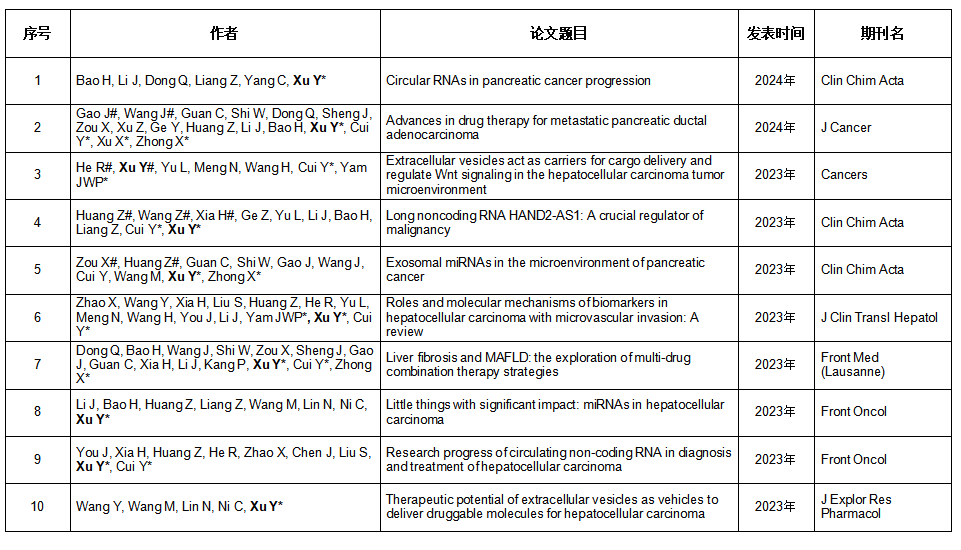 序号 作者 论文题目 发表时间 期刊名
1 Bao H, Li J, Dong Q, Liang Z, Yang C, Xu Y* Circular RNAs in pancreatic cancer progression 2024年 Clin Chim Acta
2
Gao J#, Wang J#, Guan C, Shi W, Dong Q, Sheng J,
Zou X, Xu Z, Ge Y, Huang Z, Li J, Bao H, Xu Y*, Cui
Y*, Xu X*, Zhong X*
Advances in drug therapy for metastatic pancreatic ductal
adenocarcinoma
2024年
J Cancer
3
He R#, Xu Y#, Yu L, Meng N, Wang H, Cui Y*, Yam
JWP*
Extracellular vesicles act as carriers for cargo delivery and
regulate Wnt signaling in the hepatocellular carcinoma tumor
microenvironment
2023年
Cancers
4
Huang Z#, Wang Z#, Xia H#, Ge Z, Yu L, Li J, Bao H,
Liang Z, Cui Y*, Xu Y*
Long noncoding RNA HAND2-AS1: A crucial regulator of
malignancy
2023年
Clin Chim Acta
5
Zou X#, Huang Z#, Guan C, Shi W, Gao J, Wang J,
Cui Y, Wang M, Xu Y*, Zhong X*
Exosomal miRNAs in the microenvironment of pancreatic
cancer
2023年
Clin Chim Acta
6
Zhao X, Wang Y, Xia H, Liu S, Huang Z, He R, Yu L,
Meng N, Wang H, You J, Li J, Yam JWP*, Xu Y*, Cui
Y*
Roles and molecular mechanisms of biomarkers in
hepatocellular carcinoma with microvascular invasion: A
review
2023年
J Clin Transl Hepatol
7
Dong Q, Bao H, Wang J, Shi W, Zou X, Sheng J, Gao
J, Guan C, Xia H, Li J, Kang P, Xu Y*, Cui Y*, Zhong
X*
Liver fibrosis and MAFLD: the exploration of multi-drug
combination therapy strategies
2023年
Front Med
(Lausanne)
8
Li J, Bao H, Huang Z, Liang Z, Wang M, Lin N, Ni C,
Xu Y*
Little things with significant impact: miRNAs in hepatocellular
carcinoma
2023年
Front Oncol
9
You J, Xia H, Huang Z, He R, Zhao X, Chen J, Liu S,
Xu Y*, Cui Y*
Research progress of circulating non-coding RNA in diagnosis
and treatment of hepatocellular carcinoma
2023年
Front Oncol
10
Wang Y, Wang M, Lin N, Ni C, Xu Y*
Therapeutic potential of extracellular vesicles as vehicles to
deliver druggable molecules for hepatocellular carcinoma
2023年
J Explor Res
Pharmacol